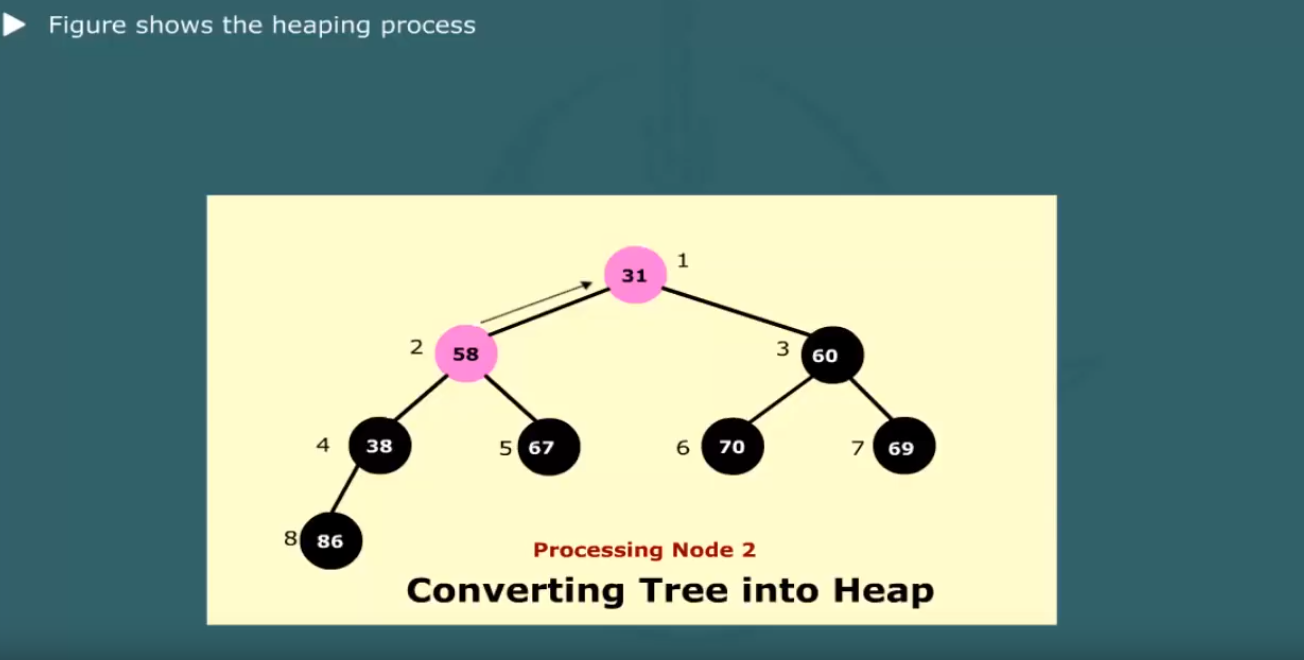 Figure shows the heaping process
31 1
2 58
3 60
4 38
5 67
6 70
7 69
8 86
Processing Node 2
Converting Tree into Heap